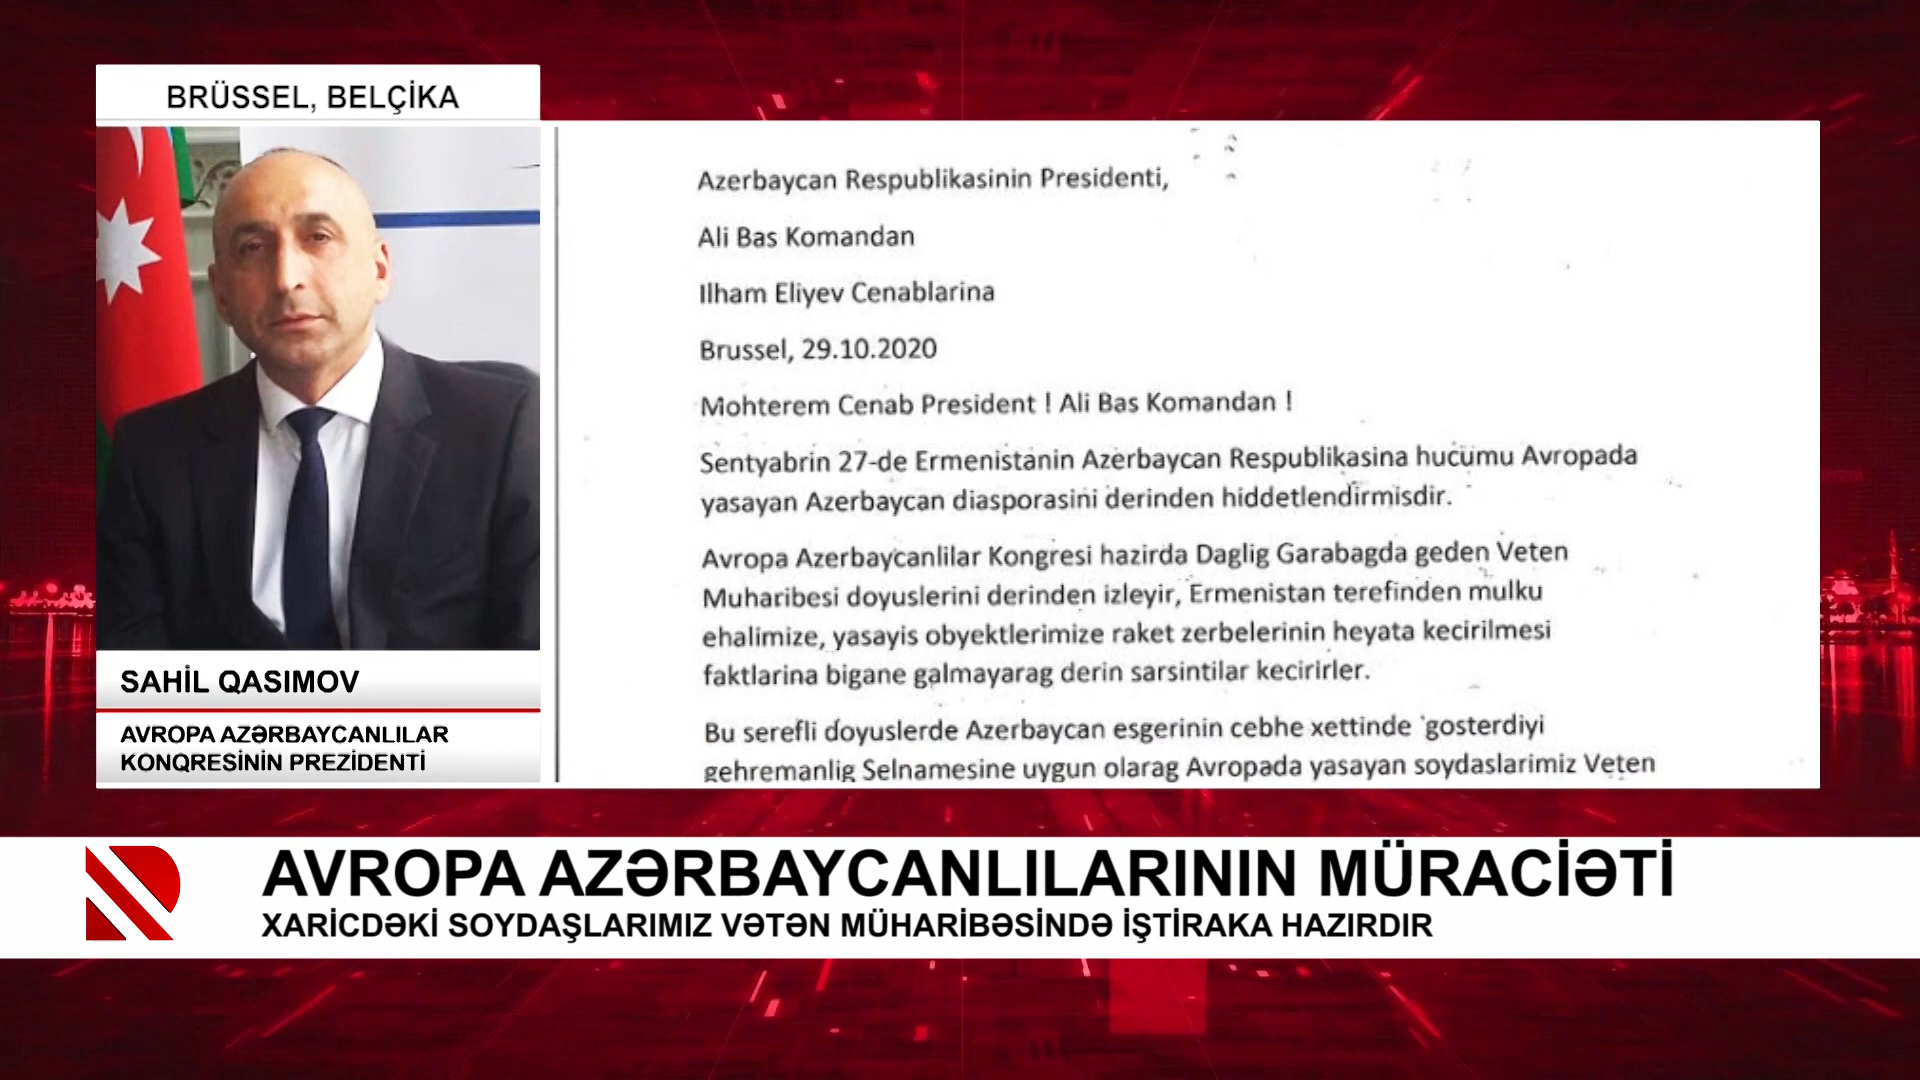 BRÜSSEL, BELÇİKA
Azerbaycan Respublikasinin Presidenti,
Ali Bas Komandan
Ilham Eliyev Cenablarina
Brussel, 29.10.2020
Mohterem Cenab President ! Ali Bas Komandan !
Sentyabrin 27-de Ermenistanin Azerbaycan Respublikasina hucumu Avropada
yasayan Azerbaycan diasporasini derinden hiddetlendirmisdir.
Avropa Azerbaycanlilar Kongresi hazirda Daglig Garabagda geden Veten
Muharibesi doyuslerini derinden izleyir, Ermenistan terefinden mulku
ehalimize, yasayis obyektlerimize raket zerbelerinin heyata kecirilmesi
faktlarina bigane galmayarag derin sarsintilar kecirirler.
Bu serefli doyuslerde Azerbaycan esgerinin cebhe xettinde gosterdiyi
gehremanlig Selnamesine uygun olarag Avropada yasayan soydaslarimiz Veten
SAHİL QASIMOV
AVROPA AZƏRBAYCANLILAR
KONQRESİNİN PREZİDENTİ
AVROPA AZƏRBAYCANLILARININ MÜRACİƏTİ
XARİCDƏKİ SOYDAŞLARIMIZ VƏTƏN MÜHARİBƏSİNDƏ İŞTİRAKA HAZIRDIR